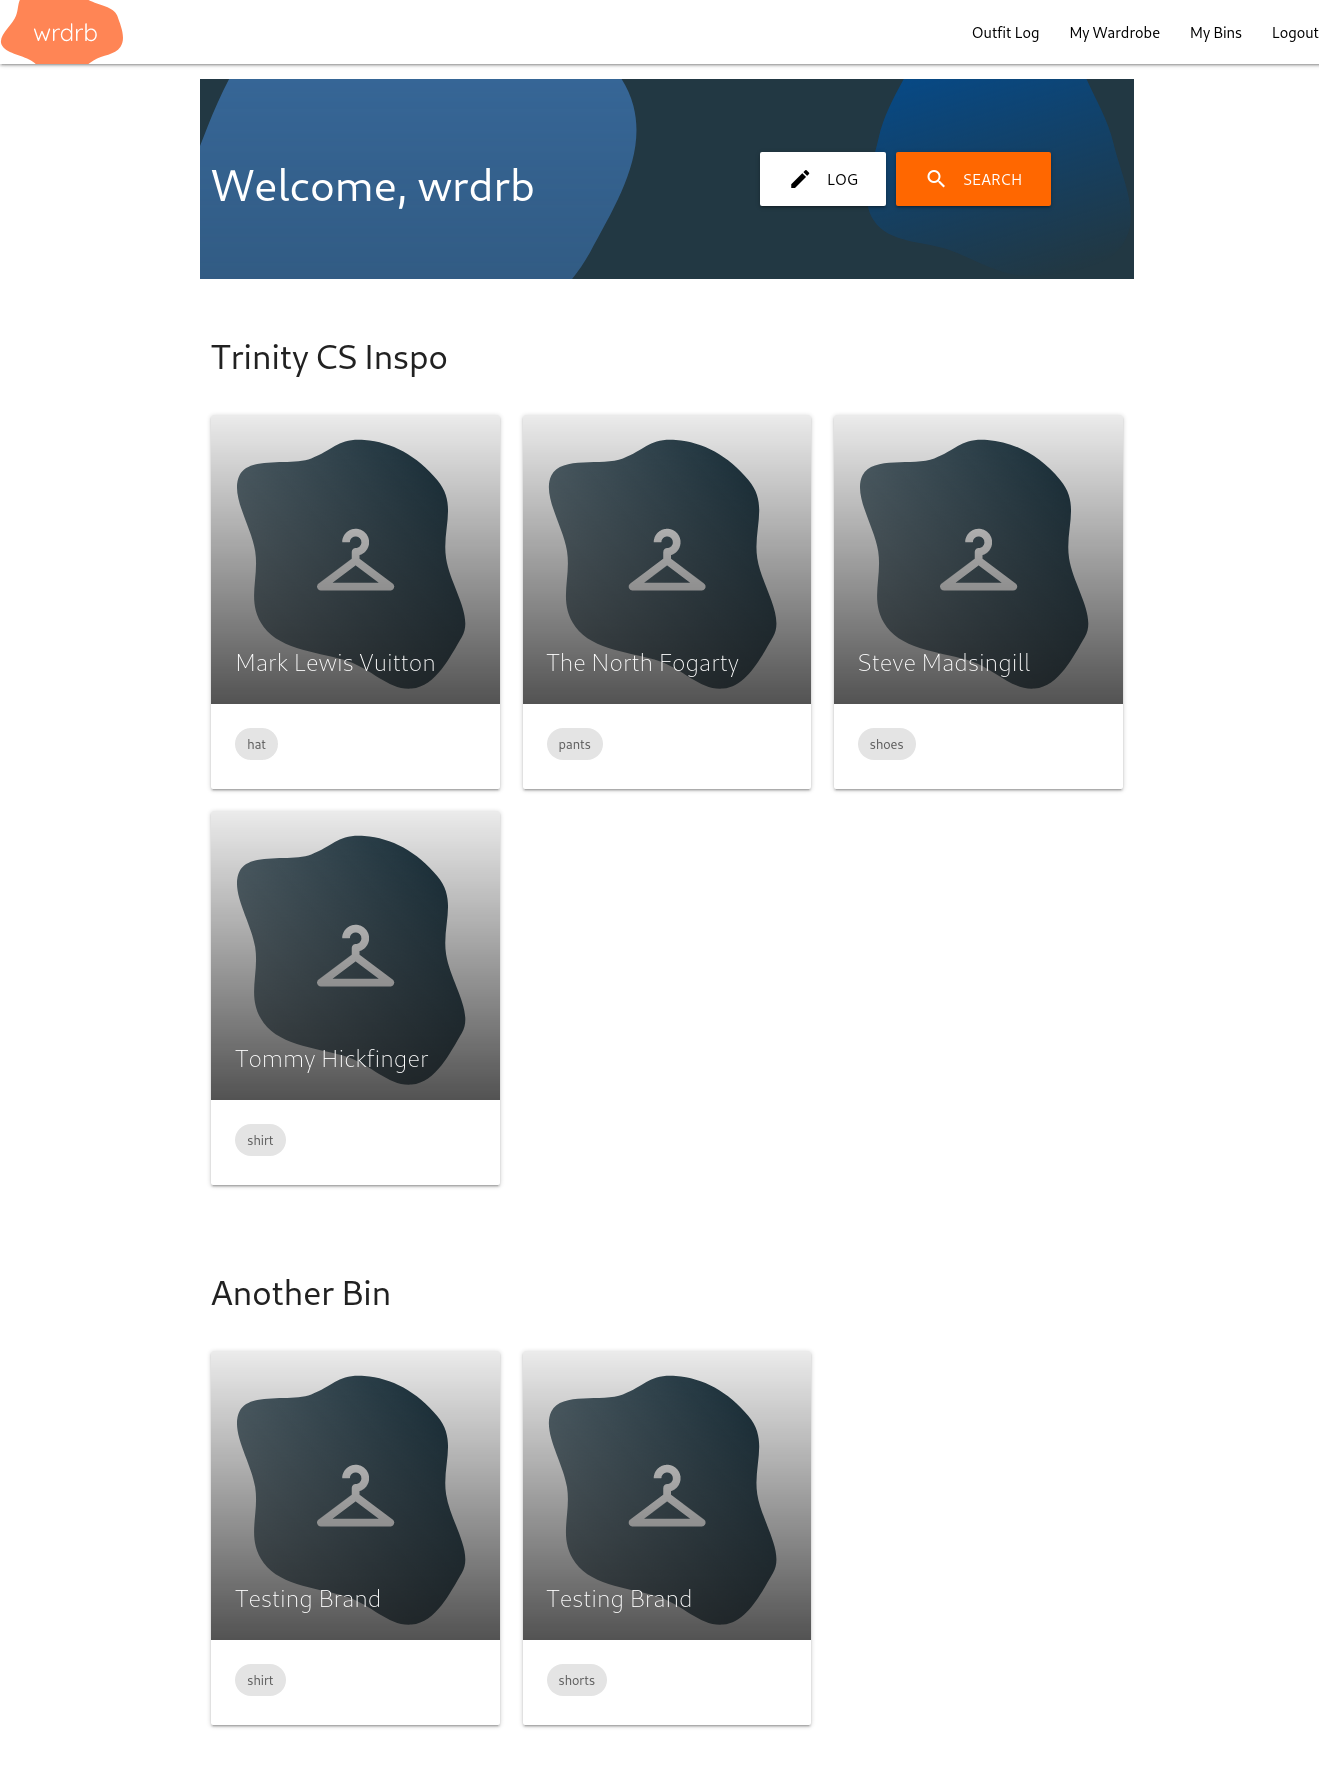 wrdrb
Outfit Log My Wardrobe My Bins Logout
Welcome, wrdrb
LOG SEARCH
Trinity CS Inspo
Mark Lewis Vuitton
hat
The North Fogarty
pants
Steve Madsingill
shoes
Tommy Hickfinger
shirt
Another Bin
Testing Brand
shirt
Testing Brand
shorts